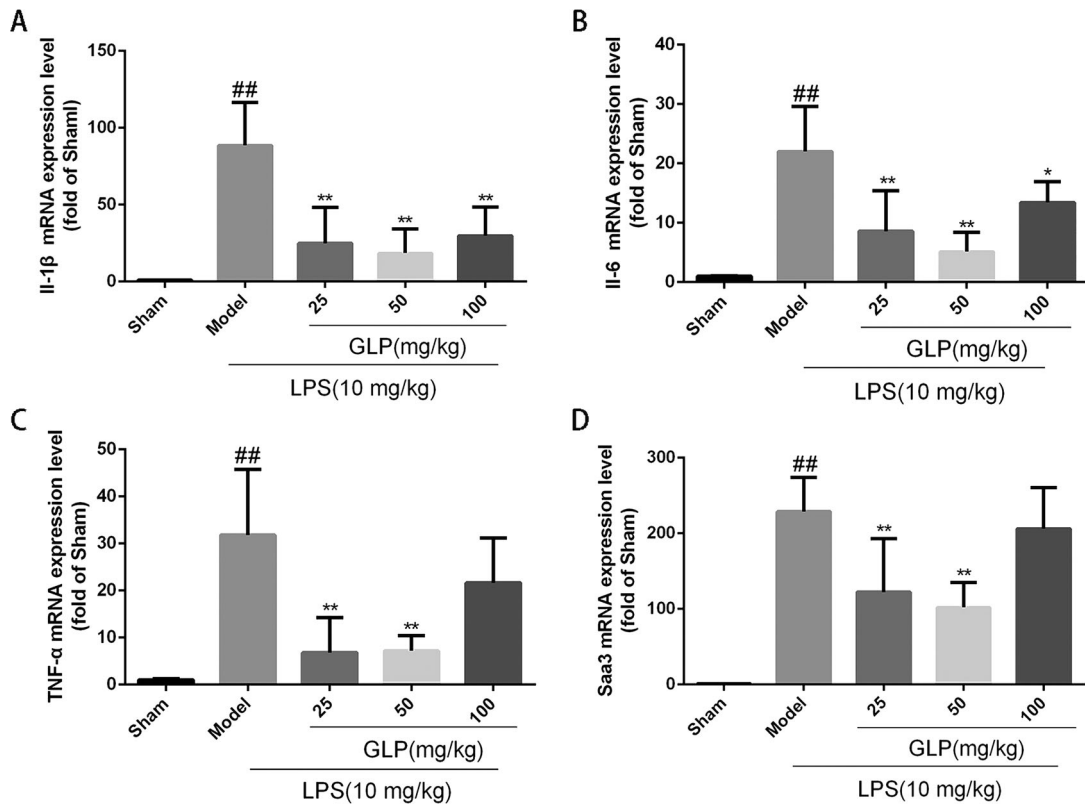 A
Il-1β mRNA expression level
(fold of Shaml)
150
100
50
0
##
**
**
**
Sham
Model
25
50
100
GLP(mg/kg)
LPS(10 mg/kg)
B
Il-6 mRNA expression level
(fold of Sham)
40
30
20
10
0
##
**
**
*
Sham
Model
25
50
100
GLP(mg/kg)
LPS(10 mg/kg)
C
TNF-α mRNA expression level
(fold of Sham)
50
40
30
20
10
0
##
**
**
Sham
Model
25
50
100
GLP(mg/kg)
LPS(10 mg/kg)
D
Saa3 mRNA expression level
(fold of Sham)
300
200
100
0
##
**
**
Sham
Model
25
50
100
GLP(mg/kg)
LPS(10 mg/kg)